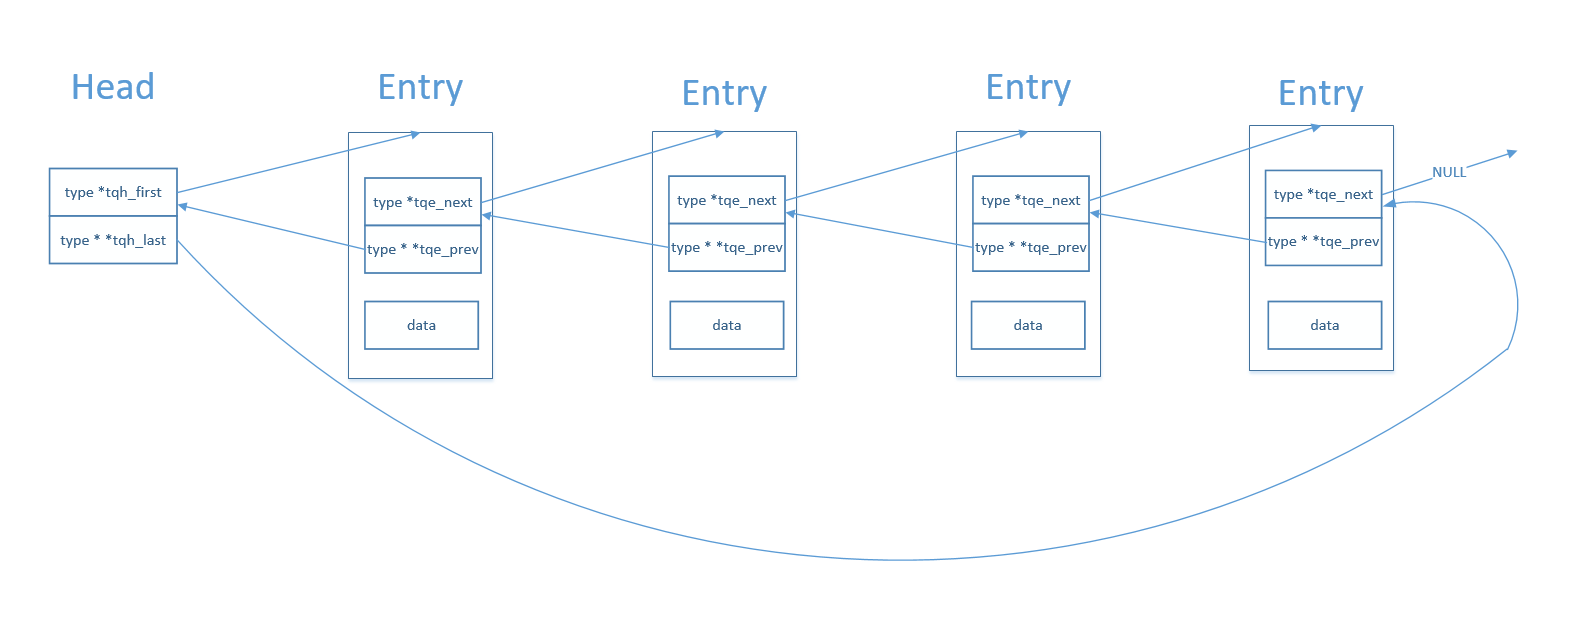 Head
Entry
Entry
Entry
Entry
type *tqh_first
type * *tqh_last
type *tqe_next
type * *tqe_prev
data
type *tqe_next
type * *tqe_prev
data
type *tqe_next
type * *tqe_prev
data
type *tqe_next
type * *tqe_prev
data
NULL